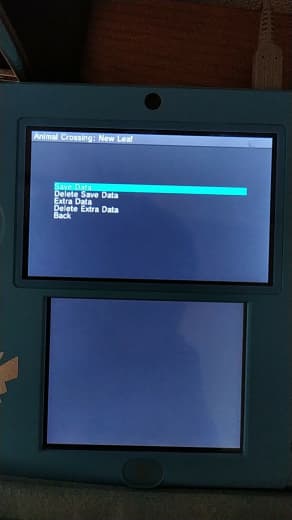 Animal Crossing: New Leaf
Save Data
Delete Save Data
Extra Data
Delete Extra Data
Back